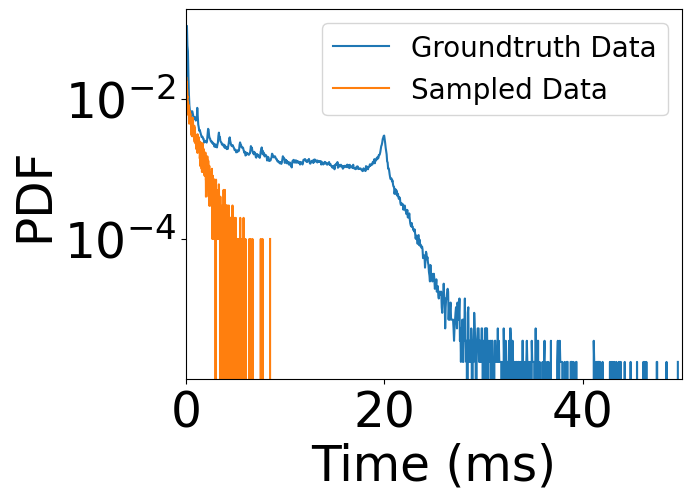 Groundtruth Data
Sampled Data
10⁻²
10⁻⁴
PDF
0 20 40
Time (ms)